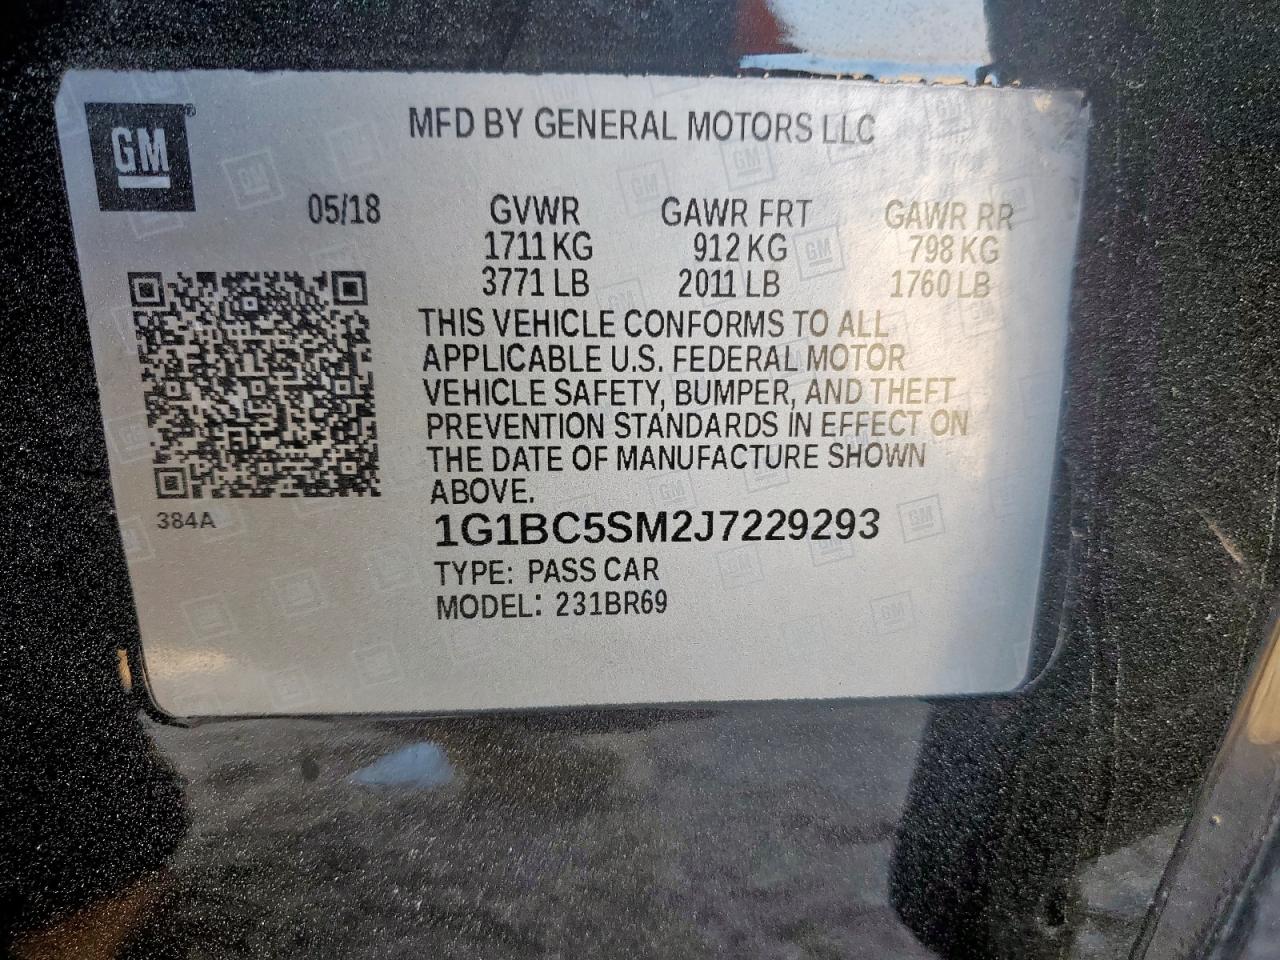 GM
MFD BY GENERAL MOTORS LLC
05/18 GVWR GAWR FRT GAWR RR
1711 KG 912 KG 798 KG
3771 LB 2011 LB 1760 LB
THIS VEHICLE CONFORMS TO ALL
APPLICABLE U.S. FEDERAL MOTOR
VEHICLE SAFETY, BUMPER, AND THEFT
PREVENTION STANDARDS IN EFFECT ON
THE DATE OF MANUFACTURE SHOWN
ABOVE.
384A
1G1BC5SM2J7229293
TYPE: PASS CAR
MODEL: 231BR69